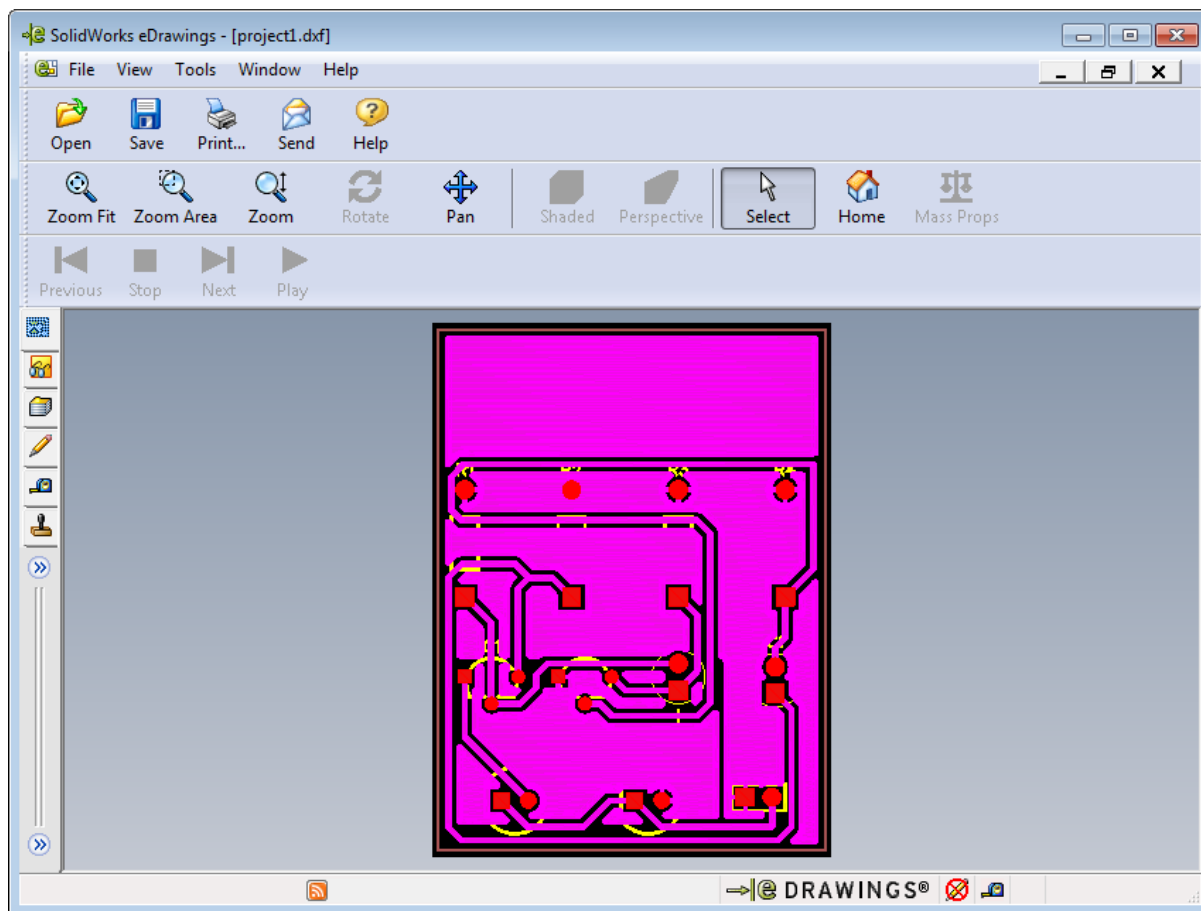 SolidWorks eDrawings - [project1.dxf]
File View Tools Window Help
Open Save Print... Send Help
Zoom Fit Zoom Area Zoom Rotate Pan Shaded Perspective Select Home Mass Props
Previous Stop Next Play
e DRAWINGS®